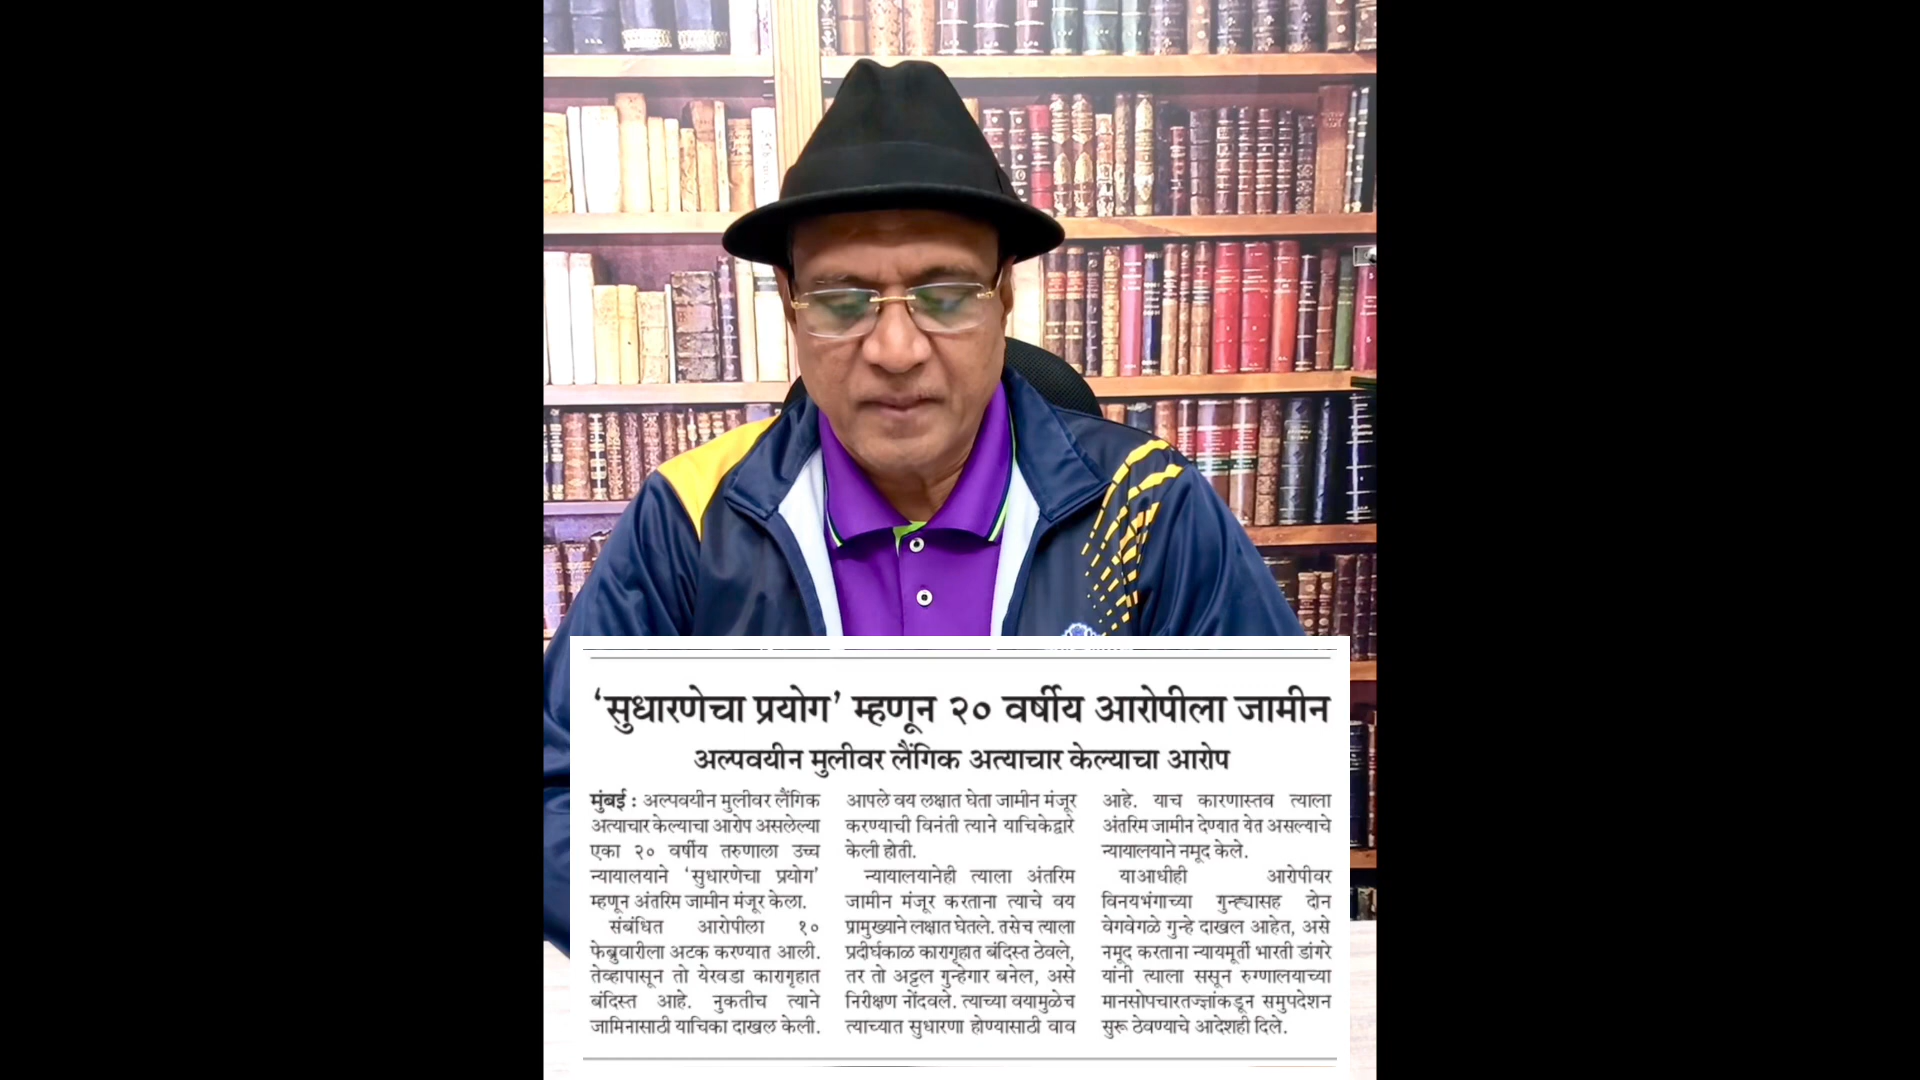 ‘सुधारणेचा प्रयोग’ म्हणून २० वर्षीय आरोपीला जामीन
अल्पवयीन मुलीवर लैंगिक अत्याचार केल्याचा आरोप
मुंबई : अल्पवयीन मुलीवर लैंगिक
अत्याचार केल्याचा आरोप असलेल्या
एका २० वर्षीय तरुणाला उच्च
न्यायालयाने ‘सुधारणेचा प्रयोग’
म्हणून अंतरिम जामीन मंजूर केला.
संबंधित आरोपीला १०
फेब्रुवारीला अटक करण्यात आली.
तेव्हापासून तो येरवडा कारागृहात
बंदिस्त आहे. नुकतीच त्याने
जामिनासाठी याचिका दाखल केली.
आपले वय लक्षात घेता जामीन मंजूर
करण्याची विनंती त्याने याचिकेद्वारे
केली होती.
न्यायालयानेही त्याला अंतरिम
जामीन मंजूर करताना त्याचे वय
प्रामुख्याने लक्षात घेतले. तसेच त्याला
प्रदीर्घकाळ कारागृहात बंदिस्त ठेवले,
तर तो अट्टल गुन्हेगार बनेल, असे
निरीक्षण नोंदवले. त्याच्या वयामुळेच
त्याच्यात सुधारणा होण्यासाठी वाव
आहे. याच कारणास्तव त्याला
अंतरिम जामीन देण्यात येत असल्याचे
न्यायालयाने नमूद केले.
याआधीही आरोपीवर
विनयभंगाच्या गुन्ह्यासह दोन
वेगवेगळे गुन्हे दाखल आहेत, असे
नमूद करताना न्यायमूर्ती भारती डांगरे
यांनी त्याला ससून रुग्णालयाच्या
मानसोपचारतज्ज्ञांकडून समुपदेशन
सुरू ठेवण्याचे आदेशही दिले.